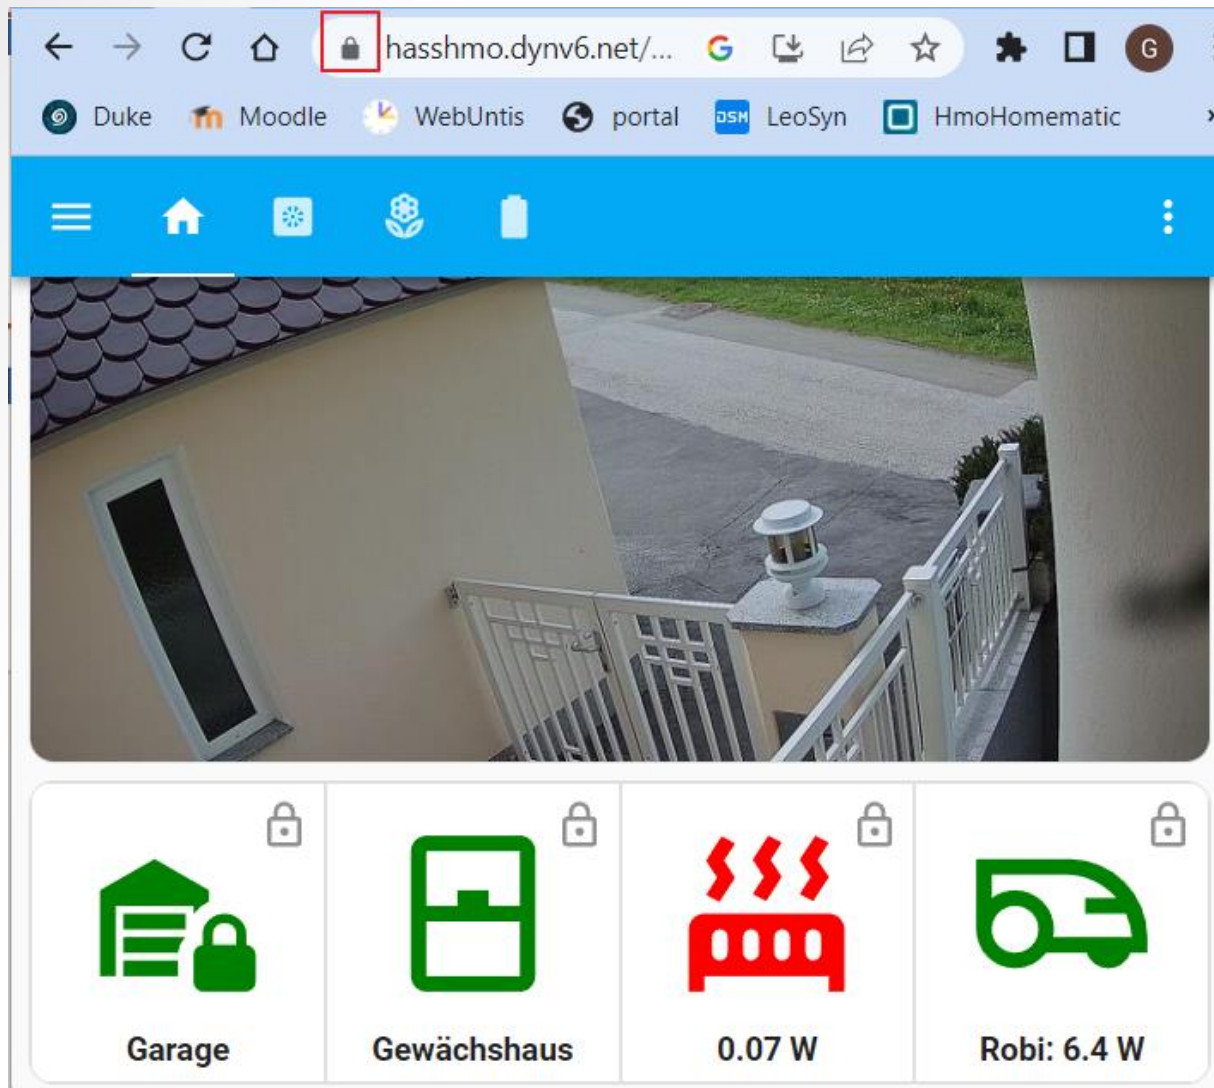 hasshmo.dynv6.net/...
G
Duke Moodle WebUntis portal DSM LeoSyn HmoHomematic
Garage Gewächshaus 0.07 W Robi: 6.4 W